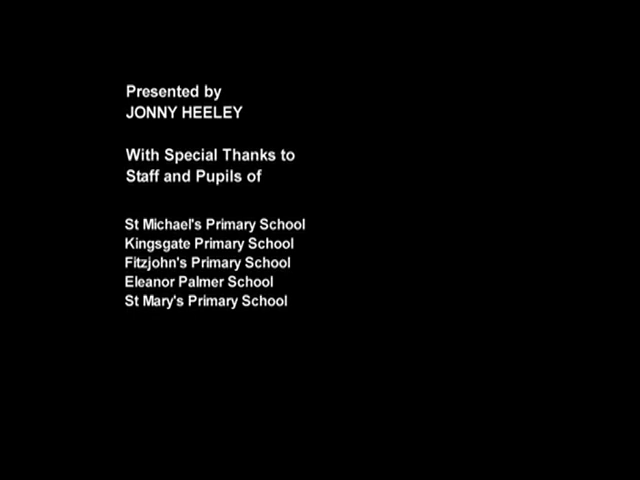 Presented by
JONNY HEELEY
With Special Thanks to
Staff and Pupils of
St Michael's Primary School
Kingsgate Primary School
Fitzjohn's Primary School
Eleanor Palmer School
St Mary's Primary School